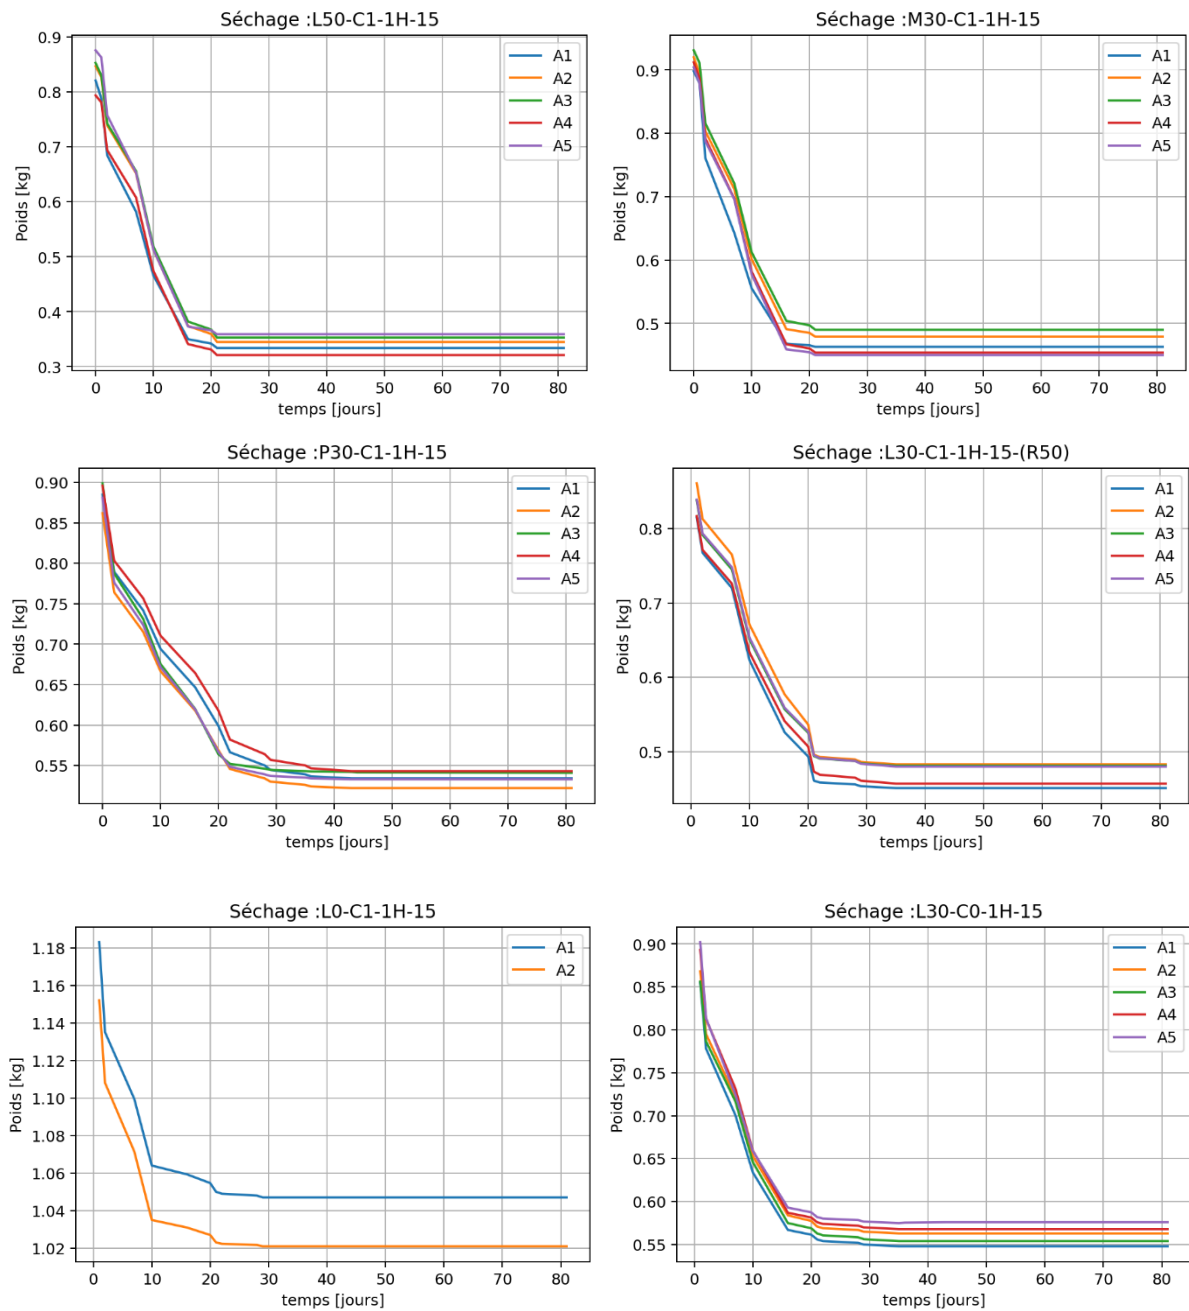 Séchage :L50-C1-1H-15
0.9
0.8
0.7
0.6
0.5
0.4
0.3
Poids [kg]
A1
A2
A3
A4
A5
0 10 20 30 40 50 60 70 80
temps [jours]
Séchage :M30-C1-1H-15
0.9
0.8
0.7
0.6
0.5
Poids [kg]
A1
A2
A3
A4
A5
0 10 20 30 40 50 60 70 80
temps [jours]
Séchage :P30-C1-1H-15
0.90
0.85
0.80
0.75
0.70
0.65
0.60
0.55
Poids [kg]
A1
A2
A3
A4
A5
0 10 20 30 40 50 60 70 80
temps [jours]
Séchage :L30-C1-1H-15-(R50)
0.8
0.7
0.6
0.5
Poids [kg]
A1
A2
A3
A4
A5
0 10 20 30 40 50 60 70 80
temps [jours]
Séchage :L0-C1-1H-15
1.18
1.16
1.14
1.12
1.10
1.08
1.06
1.04
1.02
Poids [kg]
A1
A2
0 10 20 30 40 50 60 70 80
temps [jours]
Séchage :L30-C0-1H-15
0.90
0.85
0.80
0.75
0.70
0.65
0.60
0.55
Poids [kg]
A1
A2
A3
A4
A5
0 10 20 30 40 50 60 70 80
temps [jours]